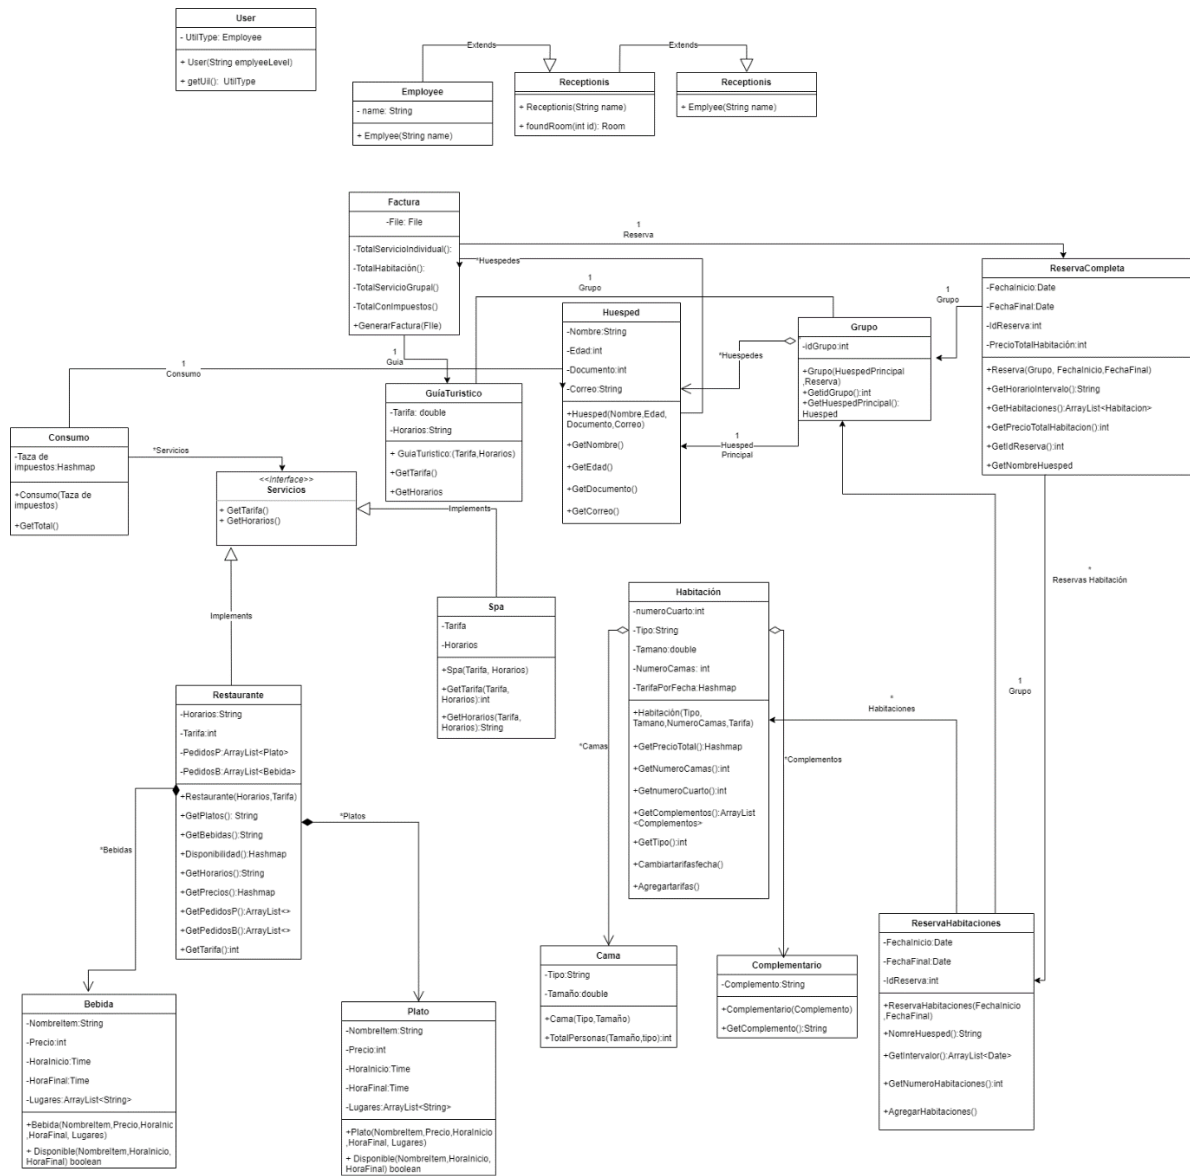 User
- UtilType: Employee
+ User(String emplyeeLevel)
+ getUil(): UtilType
Extends
Extends
Employee
- name: String
+ Emplyee(String name)
Receptionis
+ Receptionis(String name)
+ foundRoom(int id): Room
Receptionis
+ Emplyee(String name)
Factura
-File: File
-TotalServicioIndividual():
-TotalHabitación():
-TotalServicioGrupal()
-TotalConImpuestos()
+GenerarFactura(FIle)
1
Reserva
*Huespedes
1
Grupo
1
Guia
1
Consumo
Huesped
-Nombre:String
-Edad:int
-Documento:int
-Correo:String
+Huesped(Nombre,Edad,
Documento,Correo)
+GetNombre()
+GetEdad()
+GetDocumento()
+GetCorreo()
*Huespedes
1
Huesped
Principal
Grupo
-idGrupo:int
+Grupo(HuespedPrincipal
,Reserva)
+GetidGrupo():int
+GetHuespedPrincipal():
Huesped
1
Grupo
ReservaCompleta
-FechaInicio:Date
-FechaFinal:Date
-IdReserva:int
-PrecioTotalHabitación:int
+Reserva(Grupo, FechaInicio,FechaFinal)
+GetHorarioIntervalo():String
+GetHabitaciones():ArrayList<Habitacion>
+GetPrecioTotalHabitacion():int
+GetIdReserva():int
+GetNombreHuesped
GuíaTuristico
-Tarifa: double
-Horarios:String
+ GuiaTuristico:(Tarifa,Horarios)
+GetTarifa()
+GetHorarios
Consumo
-Taza de
impuestos:Hashmap
+Consumo(Taza de
impuestos)
+GetTotal()
*Servicios
<<interface>>
Servicios
+ GetTarifa()
+ GetHorarios()
Implements
Implements
*
Reservas Habitación
Spa
-Tarifa
-Horarios
+Spa(Tarifa, Horarios)
+GetTarifa(Tarifa,
Horarios):int
+GetHorarios(Tarifa,
Horarios):String
Habitación
-numeroCuarto:int
-Tipo:String
-Tamano:double
-NumeroCamas: int
-TarifaPorFecha:Hashmap
+Habitación(Tipo,
Tamano,NumeroCamas,Tarifa)
+GetPrecioTotal():Hashmap
+GetNumeroCamas():int
+GetnumeroCuarto():int
+GetComplementos():ArrayList
<Complementos>
+GetTipo():int
+Cambiartarifasfecha()
+Agregartarifas()
1
Grupo
*
Habitaciones
*Camas
*Complementos
Restaurante
-Horarios:String
-Tarifa:int
-PedidosP:ArrayList<Plato>
-PedidosB:ArrayList<Bebida>
+Restaurante(Horarios,Tarifa)
+GetPlatos(): String
+GetBebidas():String
+Disponibilidad():Hashmap
+GetHorarios():String
+GetPrecios():Hashmap
+GetPedidosP():ArrayList<>
+GetPedidosB():ArrayList<>
+GetTarifa():int
*Bebidas
*Platos
Bebida
-NombreItem:String
-Precio:int
-HoraInicio:Time
-HoraFinal:Time
-Lugares:ArrayList<String>
+Bebida(NombreItem,Precio,HoraInic
,HoraFinal, Lugares)
+ Disponible(NombreItem,HoraInicio,
HoraFinal) boolean
Plato
-NombreItem:String
-Precio:int
-HoraInicio:Time
-HoraFinal:Time
-Lugares:ArrayList<String>
+Plato(NombreItem,Precio,HoraInicio
,HoraFinal, Lugares)
+ Disponible(NombreItem,HoraInicio,
HoraFinal) boolean
Cama
-Tipo:String
-Tamaño:double
+Cama(Tipo,Tamaño)
+TotalPersonas(Tamaño,tipo):int
Complementario
-Complemento:String
+Complementario(Complemento)
+GetComplemento():String
ReservaHabitaciones
-FechaInicio:Date
-FechaFinal:Date
-IdReserva:int
+ReservaHabitaciones(FechaInicio
,FechaFinal)
+NomreHuesped():String
+GetIntervalor():ArrayList<Date>
+GetNumeroHabitaciones():int
+AgregarHabitaciones()